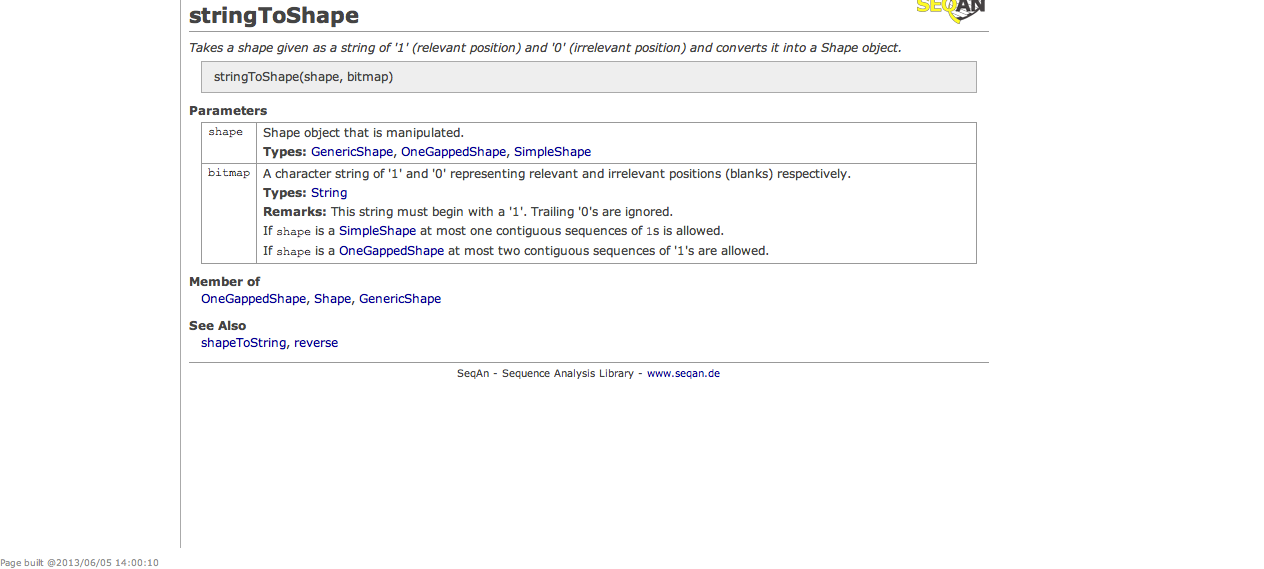 stringToShape
SEQAN
Takes a shape given as a string of '1' (relevant position) and '0' (irrelevant position) and converts it into a Shape object.
stringToShape(shape, bitmap)
Parameters
shape Shape object that is manipulated.
Types: GenericShape, OneGappedShape, SimpleShape
bitmap A character string of '1' and '0' representing relevant and irrelevant positions (blanks) respectively.
Types: String
Remarks: This string must begin with a '1'. Trailing '0's are ignored.
If shape is a SimpleShape at most one contiguous sequences of 1s is allowed.
If shape is a OneGappedShape at most two contiguous sequences of '1's are allowed.
Member of
OneGappedShape, Shape, GenericShape
See Also
shapeToString, reverse
SeqAn - Sequence Analysis Library - www.seqan.de
Page built @2013/06/05 14:00:10